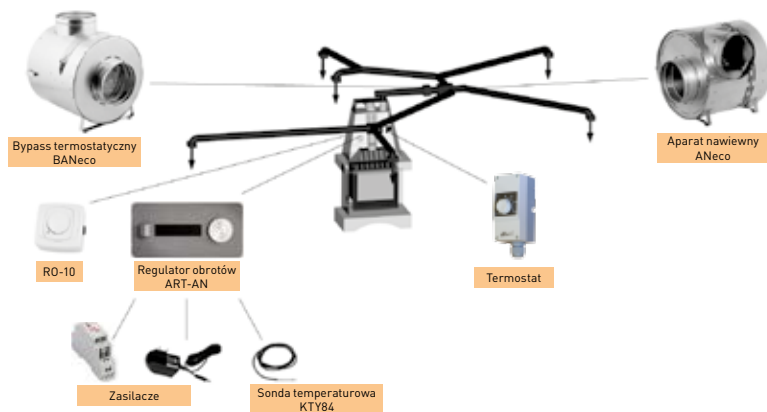 Bypass termostatyczny
BANeco
Aparat nawiewny
ANeco
RO-10
Regulator obrotów
ART-AN
Termostat
Zasilacze
Sonda temperaturowa
KTY84